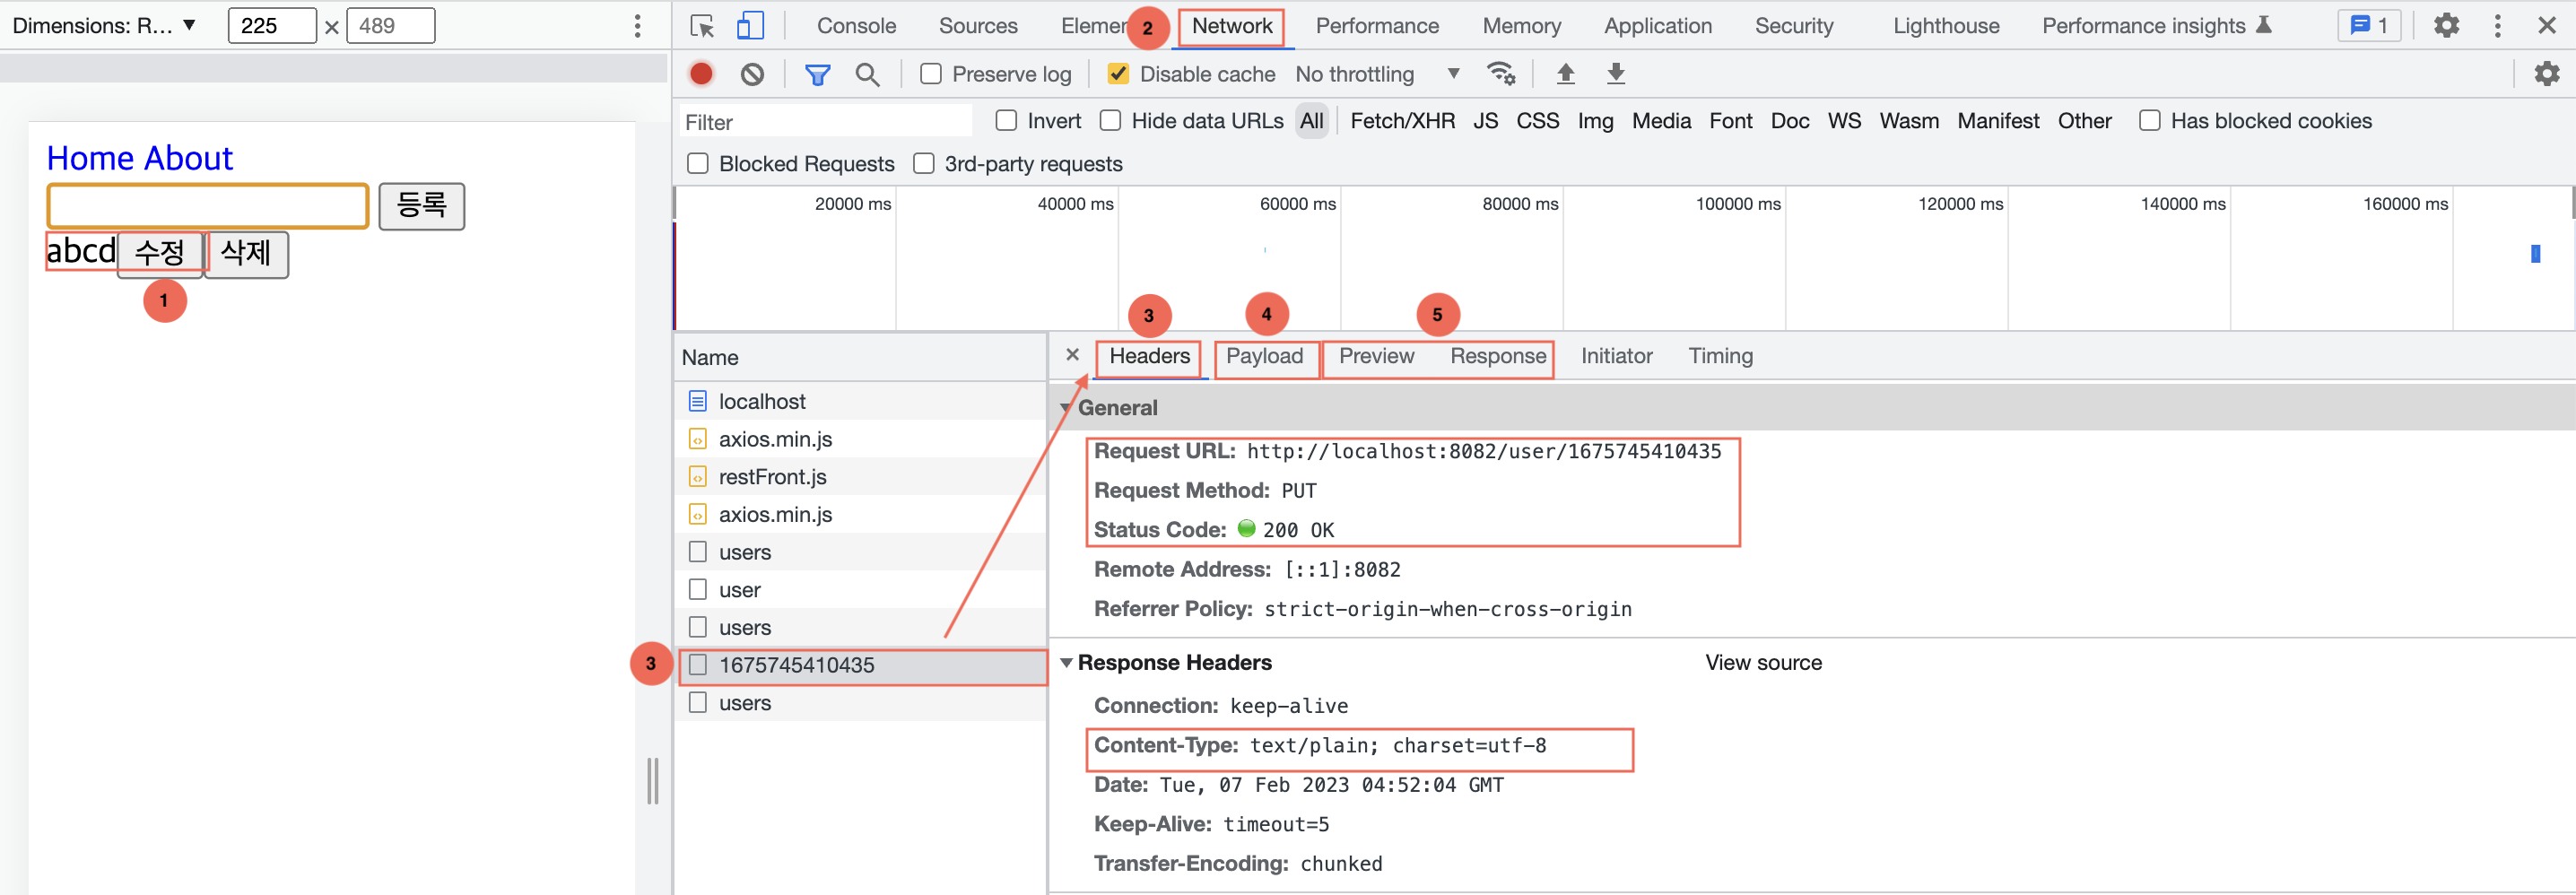 Dimensions: R... ▼ 225 × 489
Home About
등록
abcd 수정 삭제
1
Console Sources Elemer 2 Network Performance Memory Application Security Lighthouse Performance insights 1
Preserve log Disable cache No throttling ▼
Filter Invert Hide data URLs All Fetch/XHR JS CSS Img Media Font Doc WS Wasm Manifest Other Has blocked cookies
Blocked Requests 3rd-party requests
20000 ms 40000 ms 60000 ms 80000 ms 100000 ms 120000 ms 140000 ms 160000 ms
3 4 5
Name
localhost
axios.min.js
restFront.js
axios.min.js
users
user
users
3 1675745410435
users
× Headers Payload Preview Response Initiator Timing
▼ General
Request URL: http://localhost:8082/user/1675745410435
Request Method: PUT
Status Code: 200 OK
Remote Address: [::1]:8082
Referrer Policy: strict-origin-when-cross-origin
▼ Response Headers View source
Connection: keep-alive
Content-Type: text/plain; charset=utf-8
Date: Tue, 07 Feb 2023 04:52:04 GMT
Keep-Alive: timeout=5
Transfer-Encoding: chunked